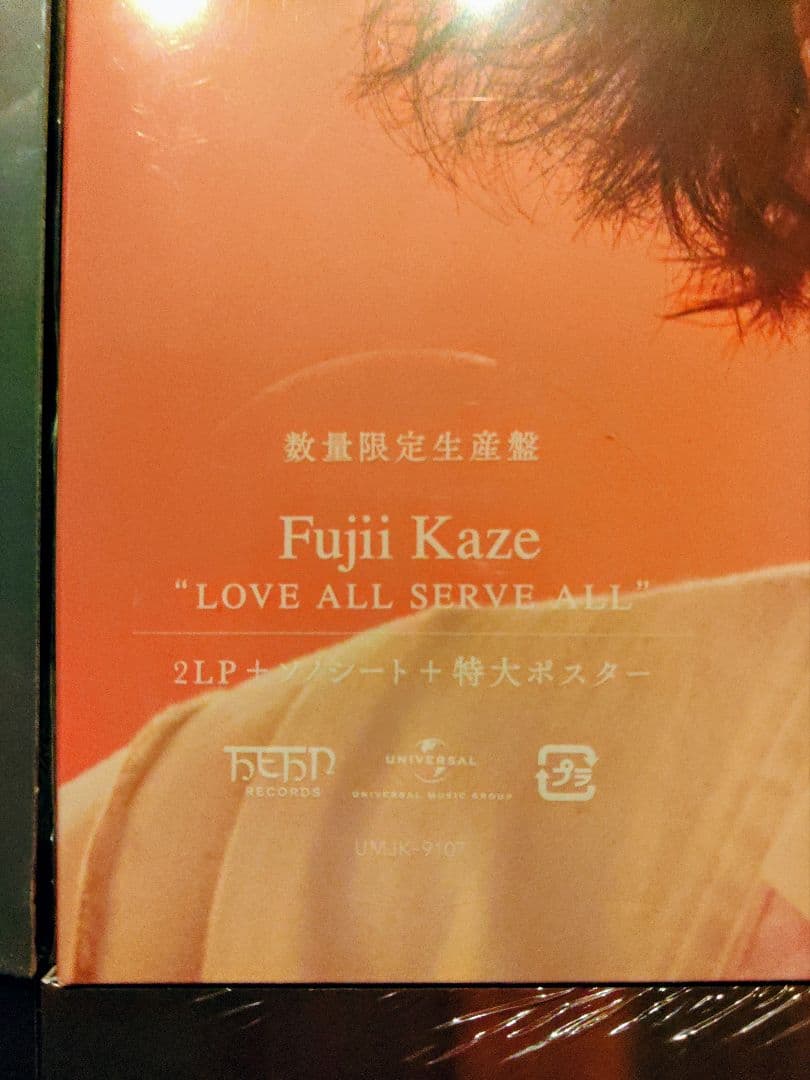 数量限定生産盤
Fujii Kaze
“LOVE ALL SERVE ALL”
2LP＋ソノシート＋特大ポスター
HEHN
RECORDS
UNIVERSAL
UNIVERSAL MUSIC GROUP
プラ
UMJK-9107